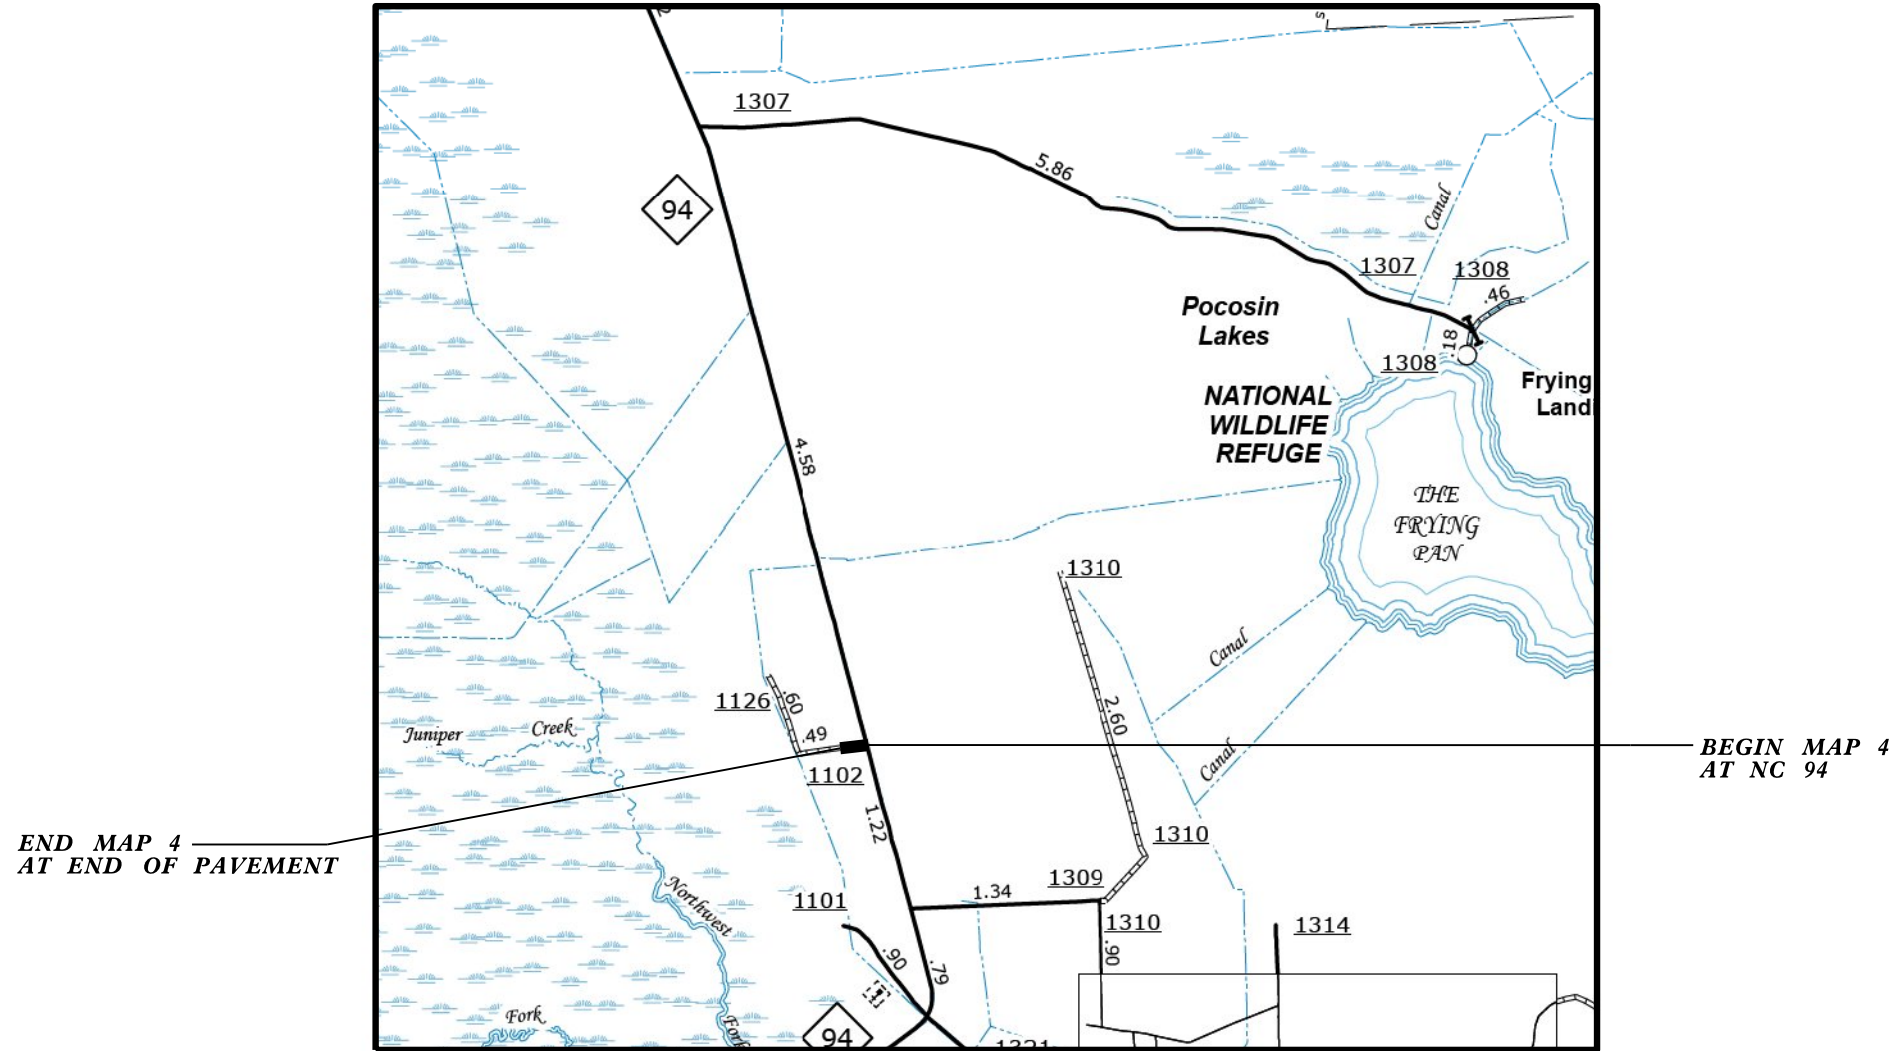 1307
5.86
94
Canal
1307
1308
.46
Pocosin
Lakes
.18
1308
Frying
Land
NATIONAL
WILDLIFE
REFUGE
4.58
THE
FRYING
PAN
1310
Canal
1126
.60
2.60
Juniper
Creek
.49
Canal
BEGIN MAP 4
AT NC 94
1102
1.22
1310
END MAP 4
AT END OF PAVEMENT
1309
1.34
1101
Northwest
1310
1314
.90
.90
.79
Fork
Fork
94
1321